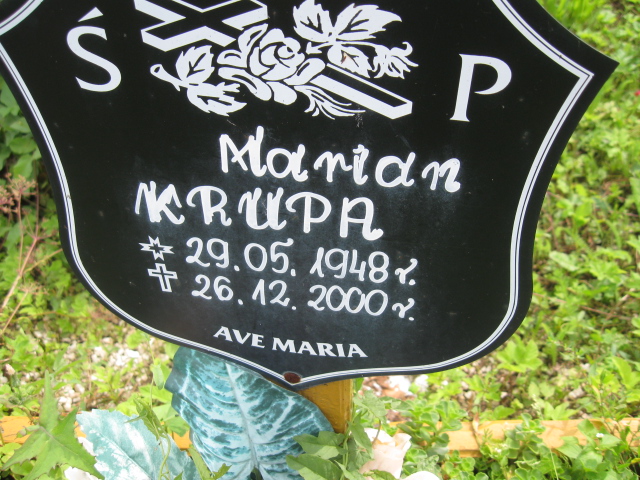 Ś P
Marian
KRUPA
29.05.1948 r.
26.12.2000 r.
AVE MARIA